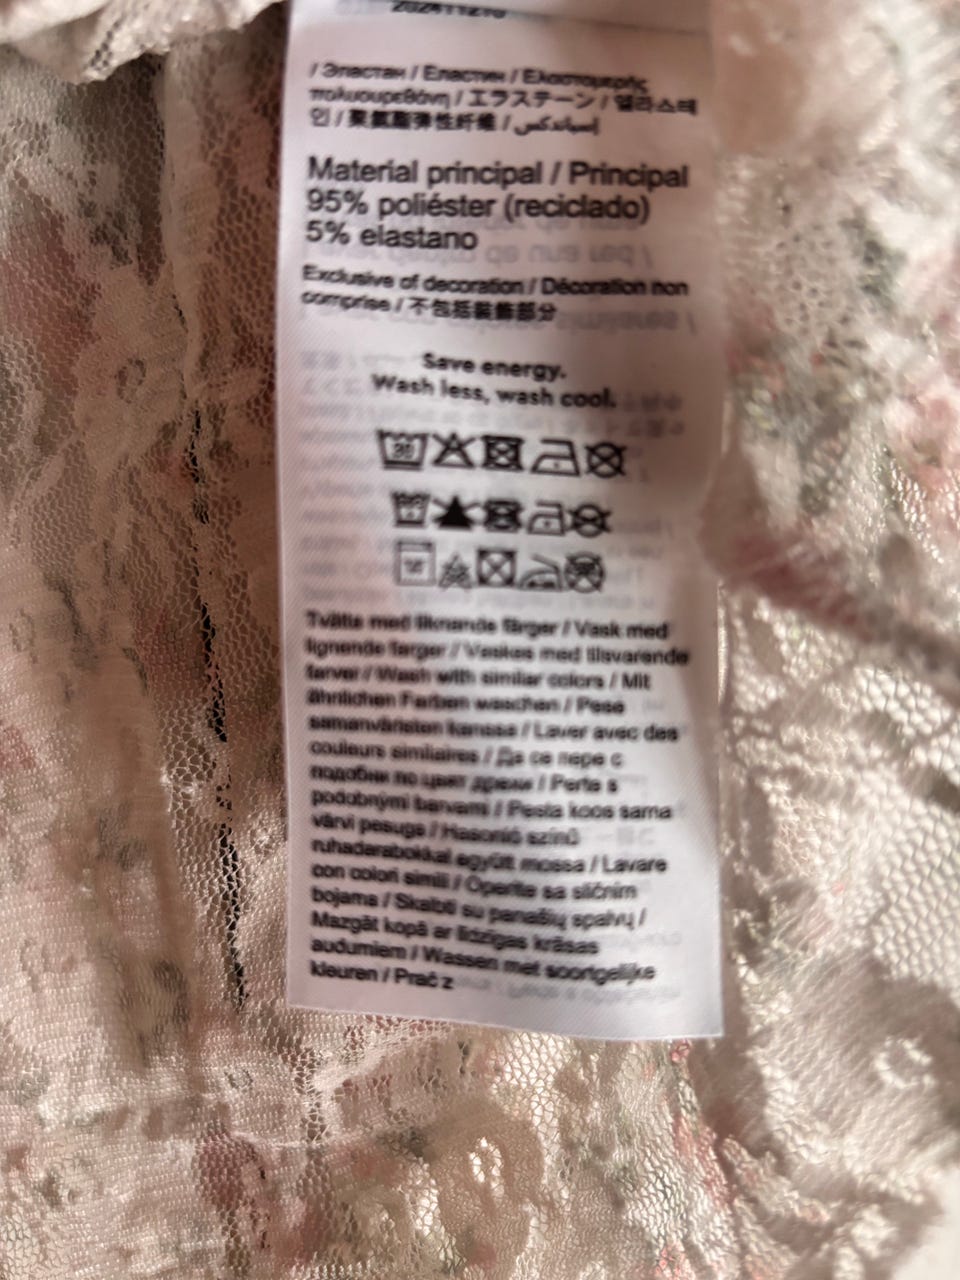 / Эластан / Еластин / Ελαστομερής
πολυουρεθάνη / エラステーン / 엘라스테
인 / 聚氨酯弹性纤维 / إسباندكس
Material principal / Principal
95% poliéster (reciclado)
5% elastano
Exclusive of decoration / Décoration non
comprise / 不包括装飾部分
Save energy.
Wash less, wash cool.
30
Tvätta med liknande färger / Vask med
lignende farger / Vaskes med tilsvarende
farver / Wash with similar colors / Mit
ähnlichen Farben waschen / Pese
samanväristen kanssa / Laver avec des
couleurs similaires / Да се пере с
подобни по цвят дрехи / Perte s
podobnými barvami / Pesta koos sama
värvi pesuga / Hasonló színű
ruhadarabokkal együtt mossa / Lavare
con colori simili / Operite sa sličnim
bojama / Skalbti su panašių spalvų /
Mazgāt kopā ar līdzīgas krāsas
audumiem / Wassen met soortgelijke
kleuren / Prać z